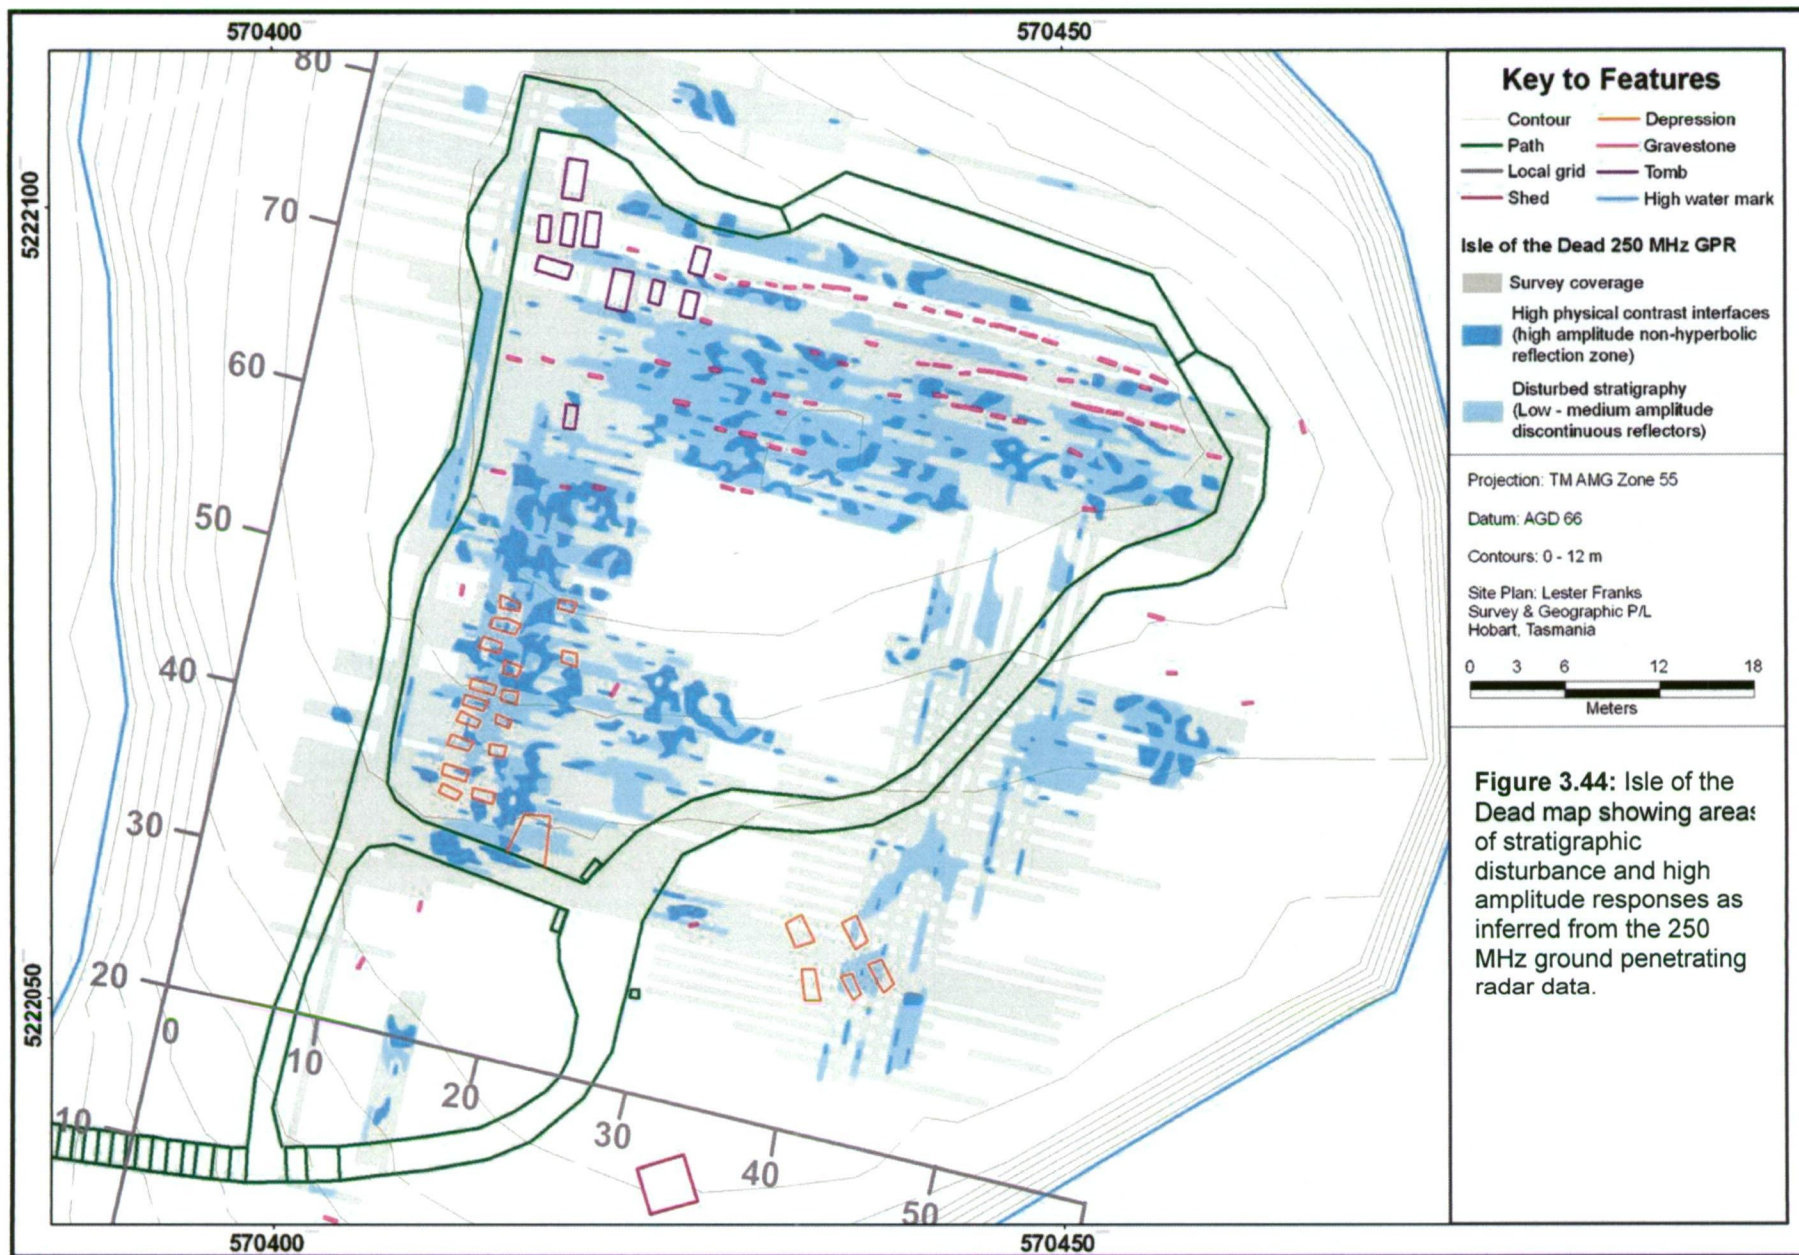 570400
570450
80
70
60
50
40
30
20
10
0
10
20
30
40
50
5222100
5222050
570400
570450
Key to Features
Contour
Depression
Path
Gravestone
Local grid
Tomb
Shed
High water mark
Isle of the Dead 250 MHz GPR
Survey coverage
High physical contrast interfaces
(high amplitude non-hyperbolic
reflection zone)
Disturbed stratigraphy
(Low - medium amplitude
discontinuous reflectors)
Projection: TM AMG Zone 55
Datum: AGD 66
Contours: 0 - 12 m
Site Plan: Lester Franks
Survey & Geographic P/L
Hobart, Tasmania
0 3 6 12 18
Meters
Figure 3.44: Isle of the
Dead map showing areas
of stratigraphic
disturbance and high
amplitude responses as
inferred from the 250
MHz ground penetrating
radar data.